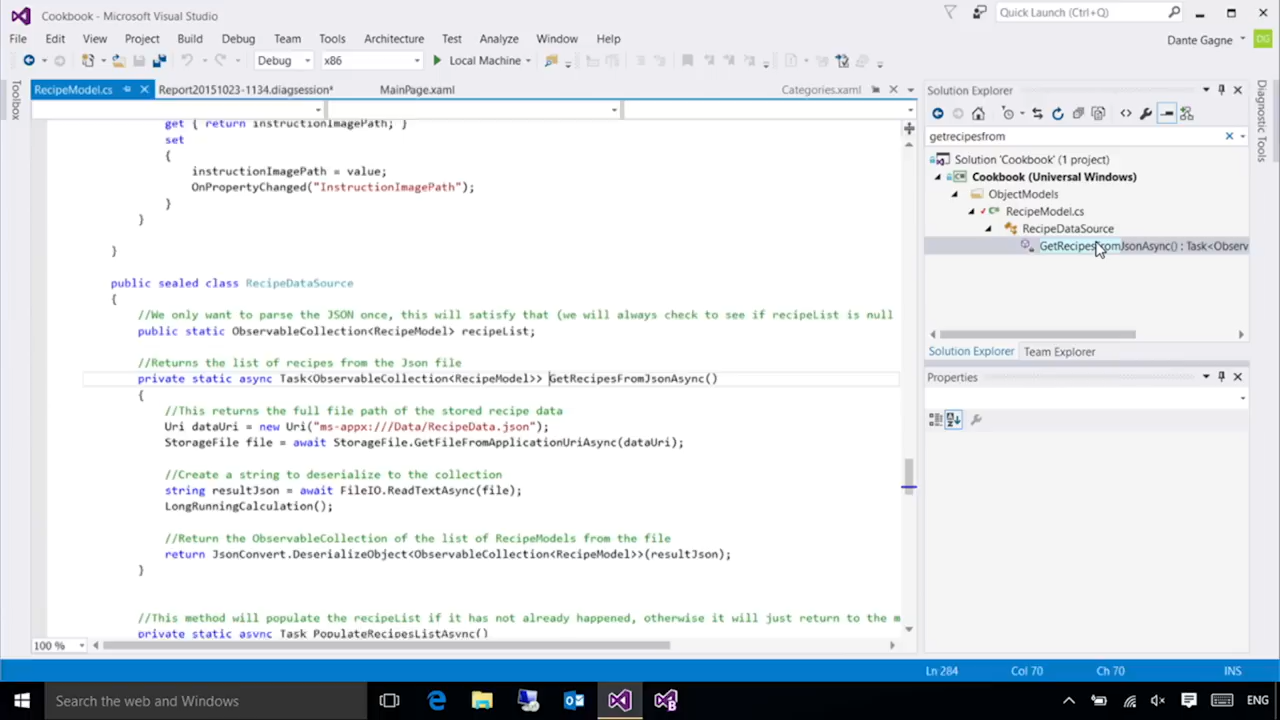 Cookbook - Microsoft Visual Studio
Quick Launch (Ctrl+Q)
File Edit View Project Build Debug Team Tools Architecture Test Analyze Window Help
Dante Gagne
DG
Debug x86 Local Machine
RecipeModel.cs Report20151023-1134.diagsession* MainPage.xaml Categories.xaml
Toolbox
get { return instructionImagePath; }
set
{
instructionImagePath = value;
OnPropertyChanged("InstructionImagePath");
}
}
}
public sealed class RecipeDataSource
{
//We only want to parse the JSON once, this will satisfy that (we will always check to see if recipeList is null
public static ObservableCollection<RecipeModel> recipeList;
//Returns the list of recipes from the Json file
private static async Task<ObservableCollection<RecipeModel>> GetRecipesFromJsonAsync()
{
//This returns the full file path of the stored recipe data
Uri dataUri = new Uri("ms-appx:///Data/RecipeData.json");
StorageFile file = await StorageFile.GetFileFromApplicationUriAsync(dataUri);
//Create a string to deserialize to the collection
string resultJson = await FileIO.ReadTextAsync(file);
LongRunningCalculation();
//Return the ObservableCollection of the list of RecipeModels from the file
return JsonConvert.DeserializeObject<ObservableCollection<RecipeModel>>(resultJson);
}
//This method will populate the recipeList if it has not already happened, otherwise it will just return to the m
private static async Task PopulateRecipesListAsync()
100 %
Solution Explorer
getrecipesfrom
Solution 'Cookbook' (1 project)
Cookbook (Universal Windows)
ObjectModels
RecipeModel.cs
RecipeDataSource
GetRecipesFromJsonAsync() : Task<Observ
Solution Explorer Team Explorer
Properties
Diagnostic Tools
Ln 284 Col 70 Ch 70 INS
Search the web and Windows
ENG